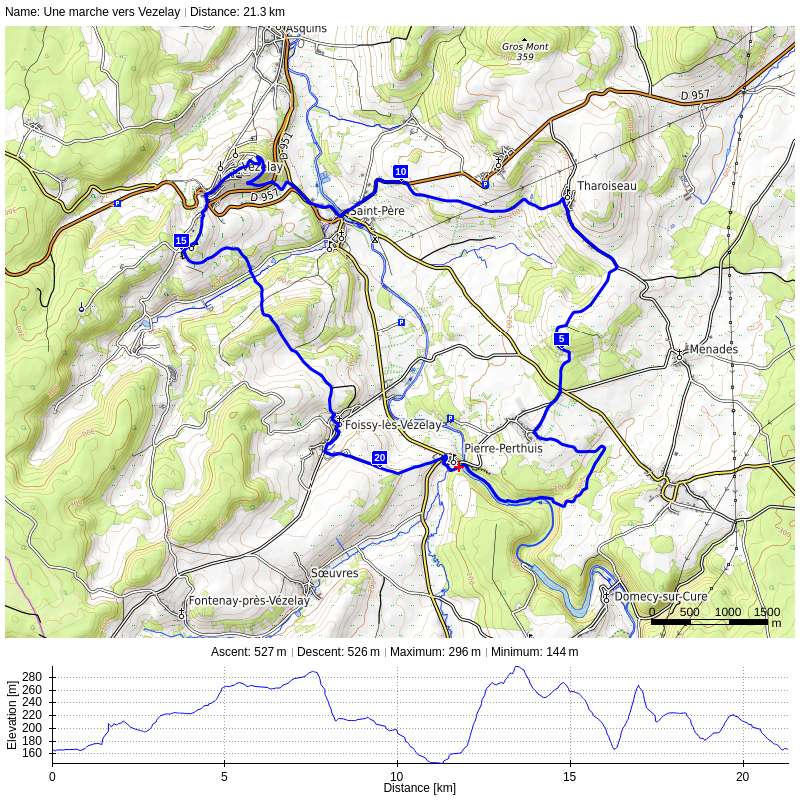 Name: Une marche vers Vezelay | Distance: 21.3 km
Asquins
Gros Mont
359
D 957
D 951
Vézelay
10
P
Tharoiseau
P
D 957
Saint-Père
15
P
5
Menades
P
Foissy-lès-Vézelay
Pierre-Perthuis
20
Sœuvres
Domecy-sur-Cure
Fontenay-près-Vézelay
0 500 1000 1500
m
Ascent: 527 m | Descent: 526 m | Maximum: 296 m | Minimum: 144 m
Elevation [m]
280
260
240
220
200
180
160
0 5 10 15 20
Distance [km]